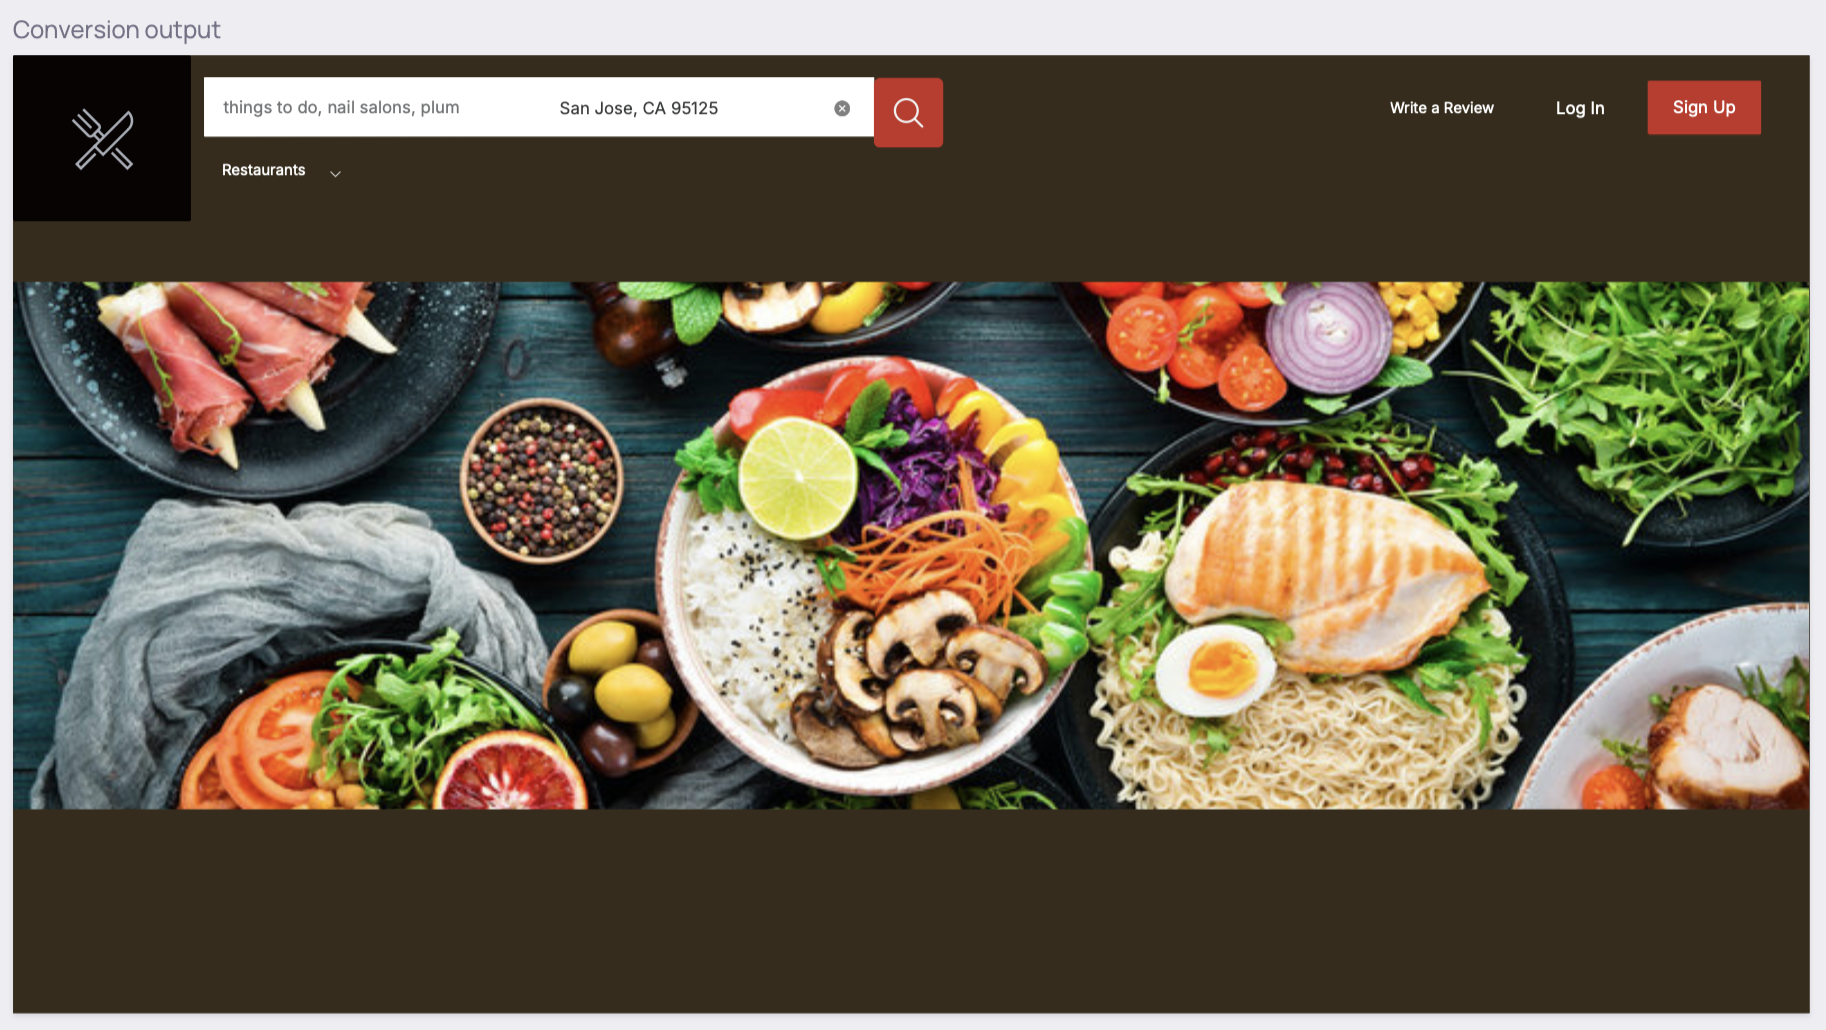 Conversion output
things to do, nail salons, plum
San Jose, CA 95125
Write a Review
Log In
Sign Up
Restaurants